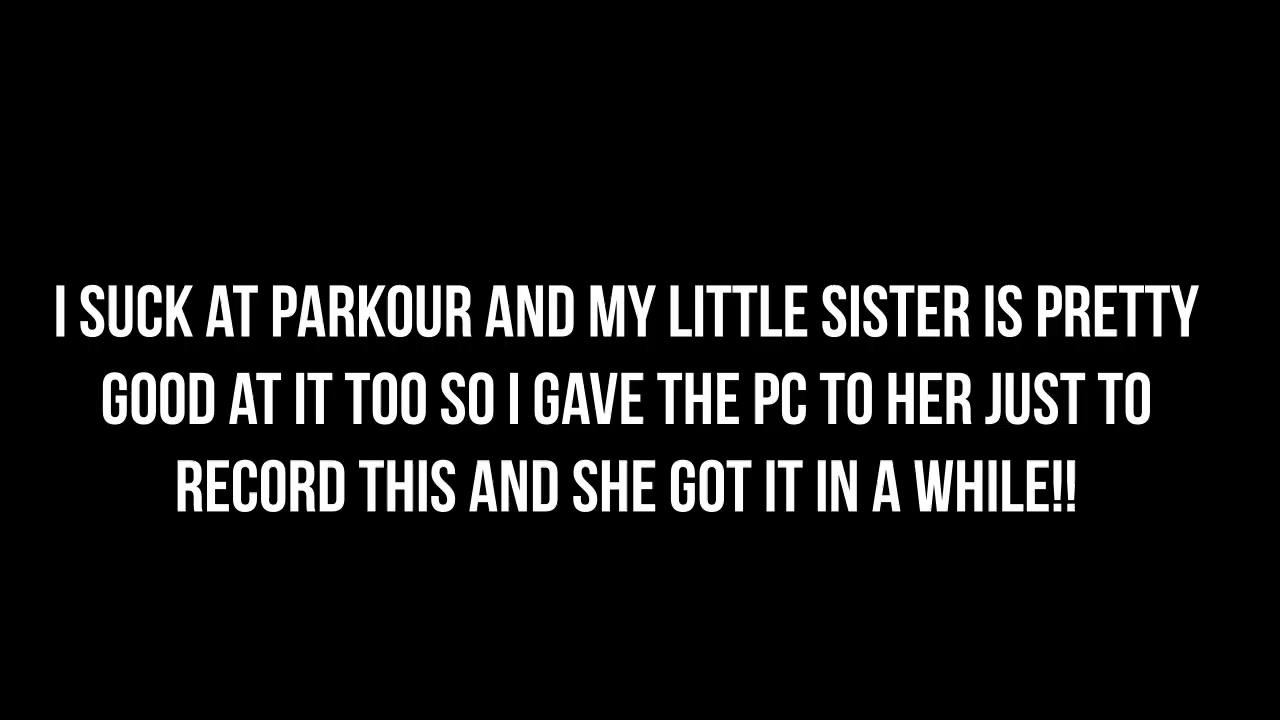 I SUCK AT PARKOUR AND MY LITTLE SISTER IS PRETTY
GOOD AT IT TOO SO I GAVE THE PC TO HER JUST TO
RECORD THIS AND SHE GOT IT IN A WHILE!!